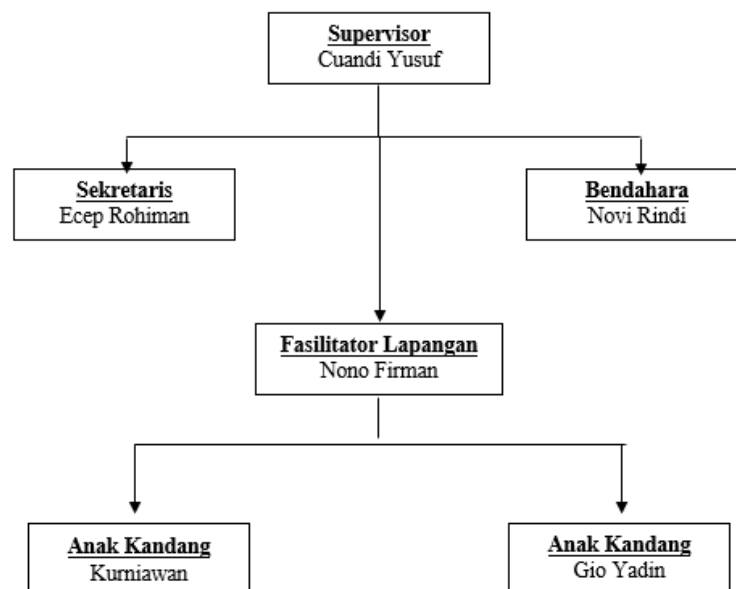 Supervisor
Cuandi Yusuf
Sekretaris
Ecep Rohiman
Bendahara
Novi Rindi
Fasilitator Lapangan
Nono Firman
Anak Kandang
Kurniawan
Anak Kandang
Gio Yadin